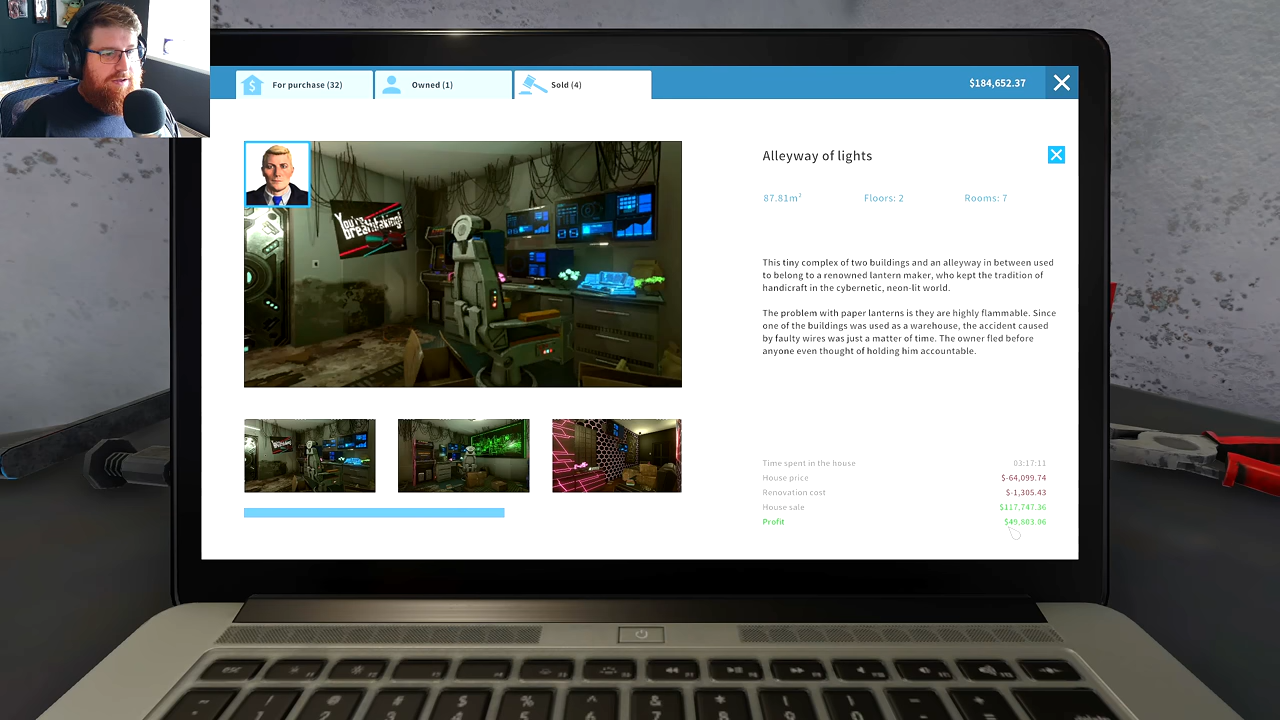 For purchase (32)
Owned (1)
Sold (4)
$184,652.37
Alleyway of lights
87.81m²
Floors: 2
Rooms: 7
You're breathtaking!
This tiny complex of two buildings and an alleyway in between used
to belong to a renowned lantern maker, who kept the tradition of
handicraft in the cybernetic, neon-lit world.
The problem with paper lanterns is they are highly flammable. Since
one of the buildings was used as a warehouse, the accident caused
by faulty wires was just a matter of time. The owner fled before
anyone even thought of holding him accountable.
Time spent in the house 03:17:11
House price $-64,099.74
Renovation cost $-1,305.43
House sale $117,747.36
Profit $49,803.06
esc